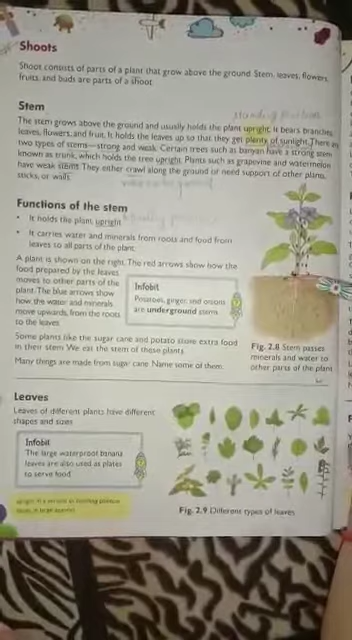 Shoots
Shoot consists of parts of a plant that grow above the ground. Stem, leaves, flowers,
fruits, and buds are parts of a shoot.
Stem
standing position
The stem grows above the ground and usually holds the plant upright. It bears branches,
leaves, flowers, and fruit. It holds the leaves up so that they get plenty of sunlight. There are
two types of stems—strong and weak. Certain trees such as banyan have a strong stem
known as trunk, which holds the tree upright. Plants such as grapevine and watermelon
have weak stems. They either crawl along the ground or need support of other plants,
sticks, or walls.
Functions of the stem
• It holds the plant upright
• It carries water and minerals from roots and food from
leaves to all parts of the plant.
A plant is shown on the right. The red arrows show how the
food prepared by the leaves
moves to other parts of the
plant. The blue arrows show
how the water and minerals
move upwards, from the roots
to the leaves.
Infobit
Potatoes, ginger, and onions
are underground stems.
Some plants like the sugar cane and potato store extra food
in their stem. We eat the stem of these plants.
Many things are made from sugar cane. Name some of them.
Fig. 2.8 Stem passes
minerals and water to
other parts of the plant
Leaves
Leaves of different plants have different
shapes and sizes.
Infobit
The large waterproof banana
leaves are also used as plates
to serve food.
Fig. 2.9 Different types of leaves
upright in a vertical or standing position